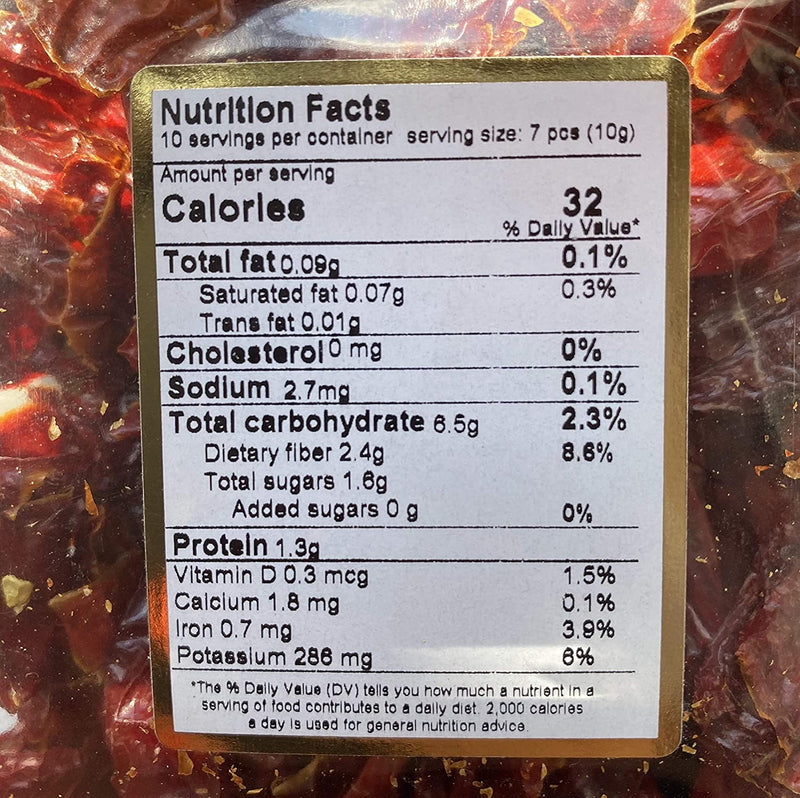 Nutrition Facts
10 servings per container serving size: 7 pcs (10g)
Amount per serving
Calories 32
% Daily Value*
Total fat 0.09g 0.1%
Saturated fat 0.07g 0.3%
Trans fat 0.01g
Cholesterol 0 mg 0%
Sodium 2.7mg 0.1%
Total carbohydrate 6.5g 2.3%
Dietary fiber 2.4g 8.6%
Total sugars 1.6g
Added sugars 0 g 0%
Protein 1.3g
Vitamin D 0.3 mcg 1.5%
Calcium 1.8 mg 0.1%
Iron 0.7 mg 3.9%
Potassium 286 mg 6%
*The % Daily Value (DV) tells you how much a nutrient in a
serving of food contributes to a daily diet. 2,000 calories
a day is used for general nutrition advice.